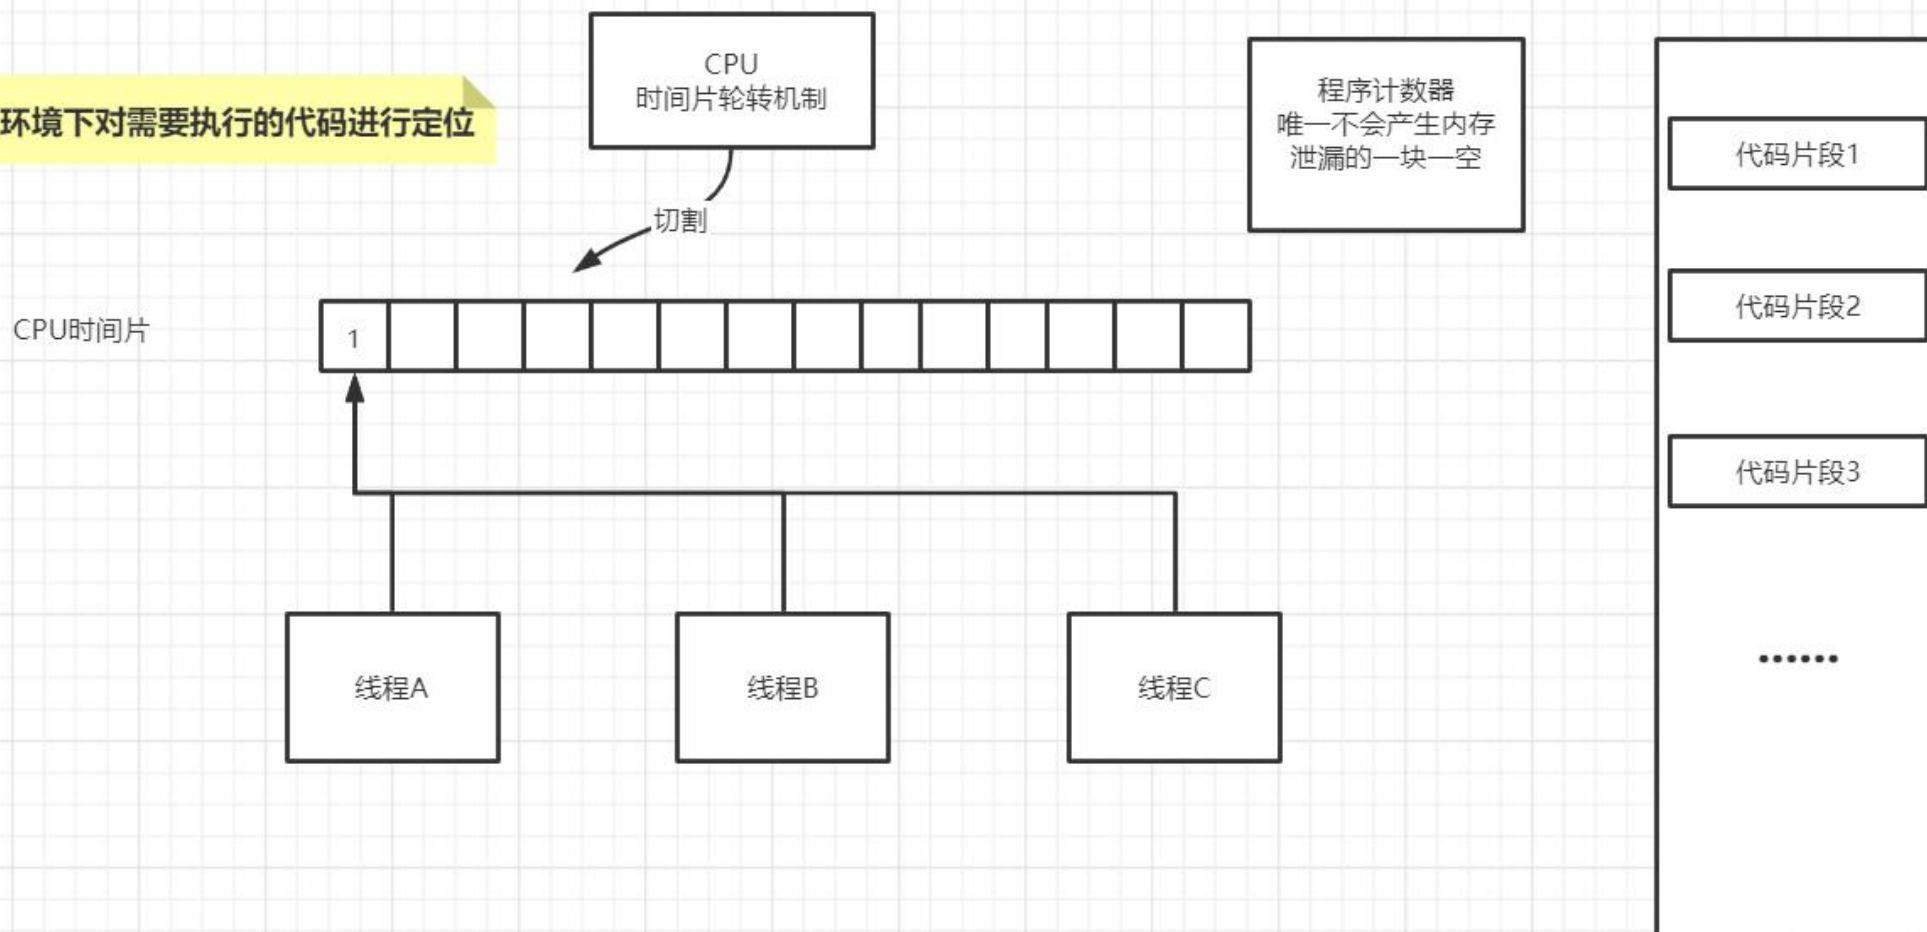 环境下对需要执行的代码进行定位
CPU
时间片轮转机制
程序计数器
唯一不会产生内存
泄漏的一块一空
代码片段1
切割
代码片段2
CPU时间片
1
代码片段3
......
线程A
线程B
线程C